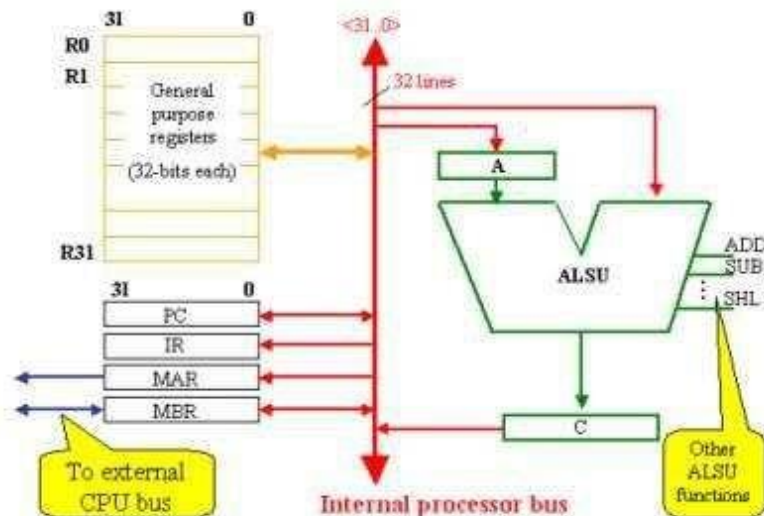 31 0
R0
R1
General
purpose
registers
(32-bits each)
R31
<31..0>
32 lines
A
ALSU
ADD
SUB
⋮
SHL
C
31 0
PC
IR
MAR
MBR
To external
CPU bus
Internal processor bus
Other
ALSU
functions